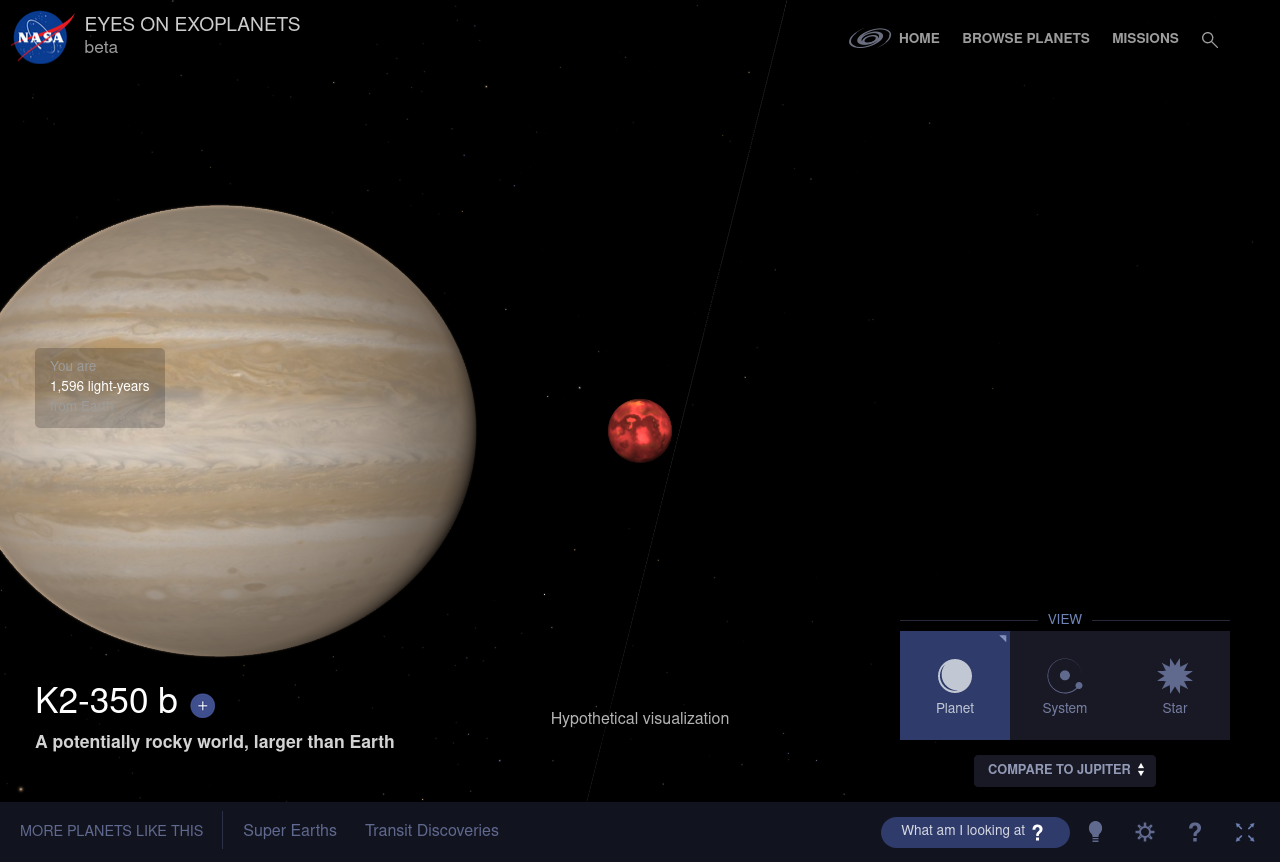 NASA
EYES ON EXOPLANETS
beta
HOME
BROWSE PLANETS
MISSIONS
You are
1,596 light-years
from Earth
K2-350 b
+
A potentially rocky world, larger than Earth
Hypothetical visualization
VIEW
Planet
System
Star
COMPARE TO JUPITER
MORE PLANETS LIKE THIS
Super Earths
Transit Discoveries
What am I looking at ?
?